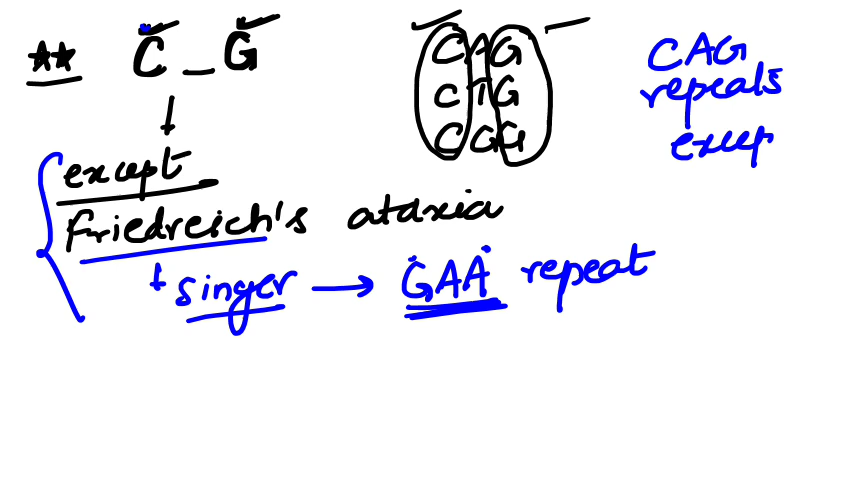 ** C _ G
CAG
CTG
CGG
CAG
repeats
excep
except
Friedreich's ataxia
singer → GAA repeat